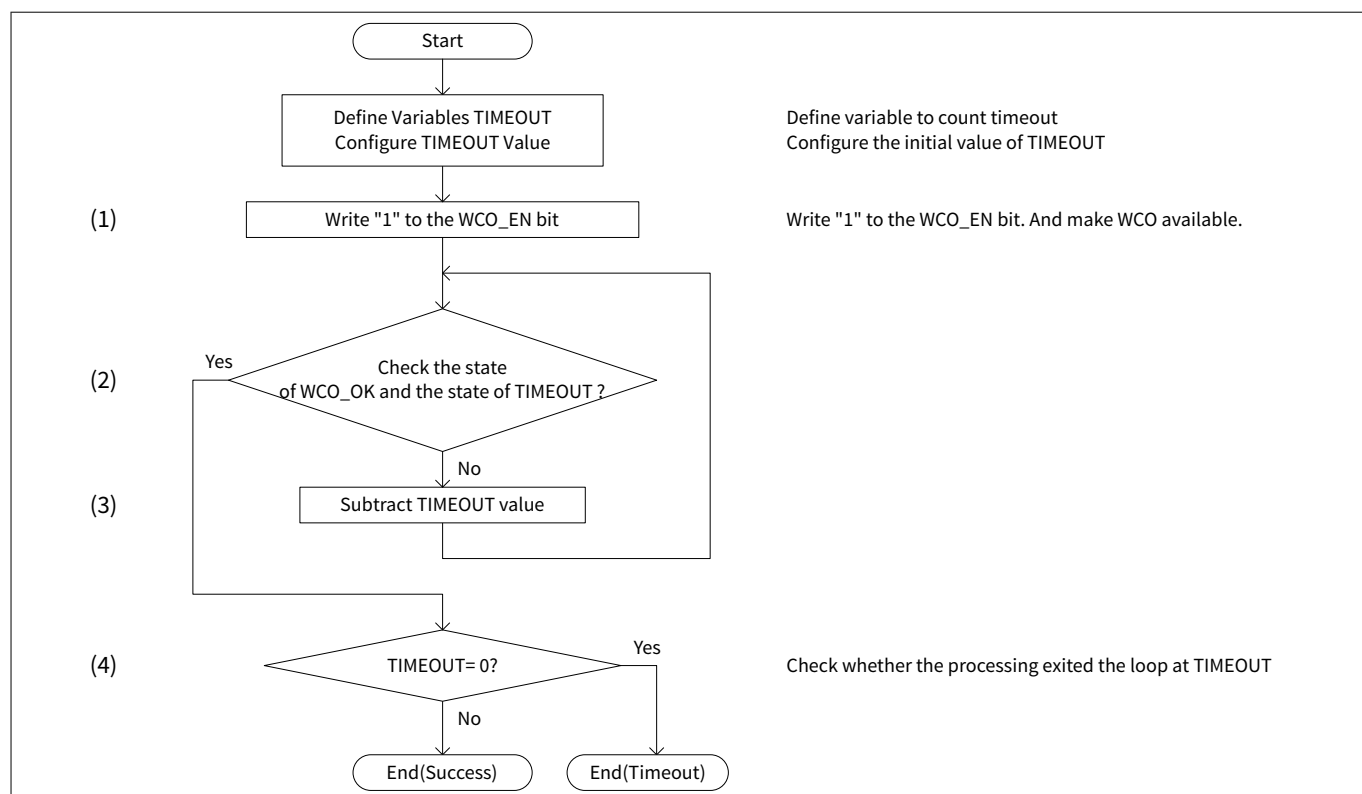 Start
Define Variables TIMEOUT
Configure TIMEOUT Value
Define variable to count timeout
Configure the initial value of TIMEOUT
(1)
Write "1" to the WCO_EN bit
Write "1" to the WCO_EN bit. And make WCO available.
Yes
(2)
Check the state
of WCO_OK and the state of TIMEOUT ?
No
(3)
Subtract TIMEOUT value
(4)
TIMEOUT= 0?
Yes
Check whether the processing exited the loop at TIMEOUT
No
End(Success)
End(Timeout)